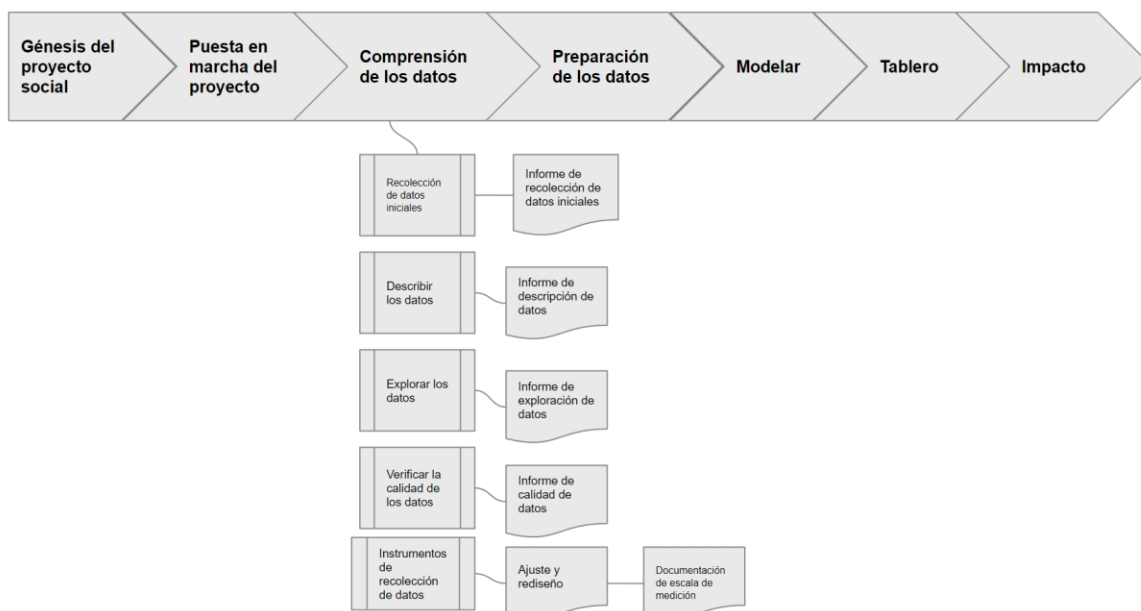 Génesis del
proyecto
social
Puesta en
marcha del
proyecto
Comprensión
de los datos
Preparación
de los datos
Modelar
Tablero
Impacto
Recolección
de datos
iniciales
Informe de
recolección de
datos iniciales
Describir
los datos
Informe de
descripción de
datos
Explorar los
datos
Informe de
exploración de
datos
Verificar la
calidad de
los datos
Informe de
calidad de
datos
Instrumentos
de
recolección
de datos
Ajuste y
rediseño
Documentación
de escala de
medición